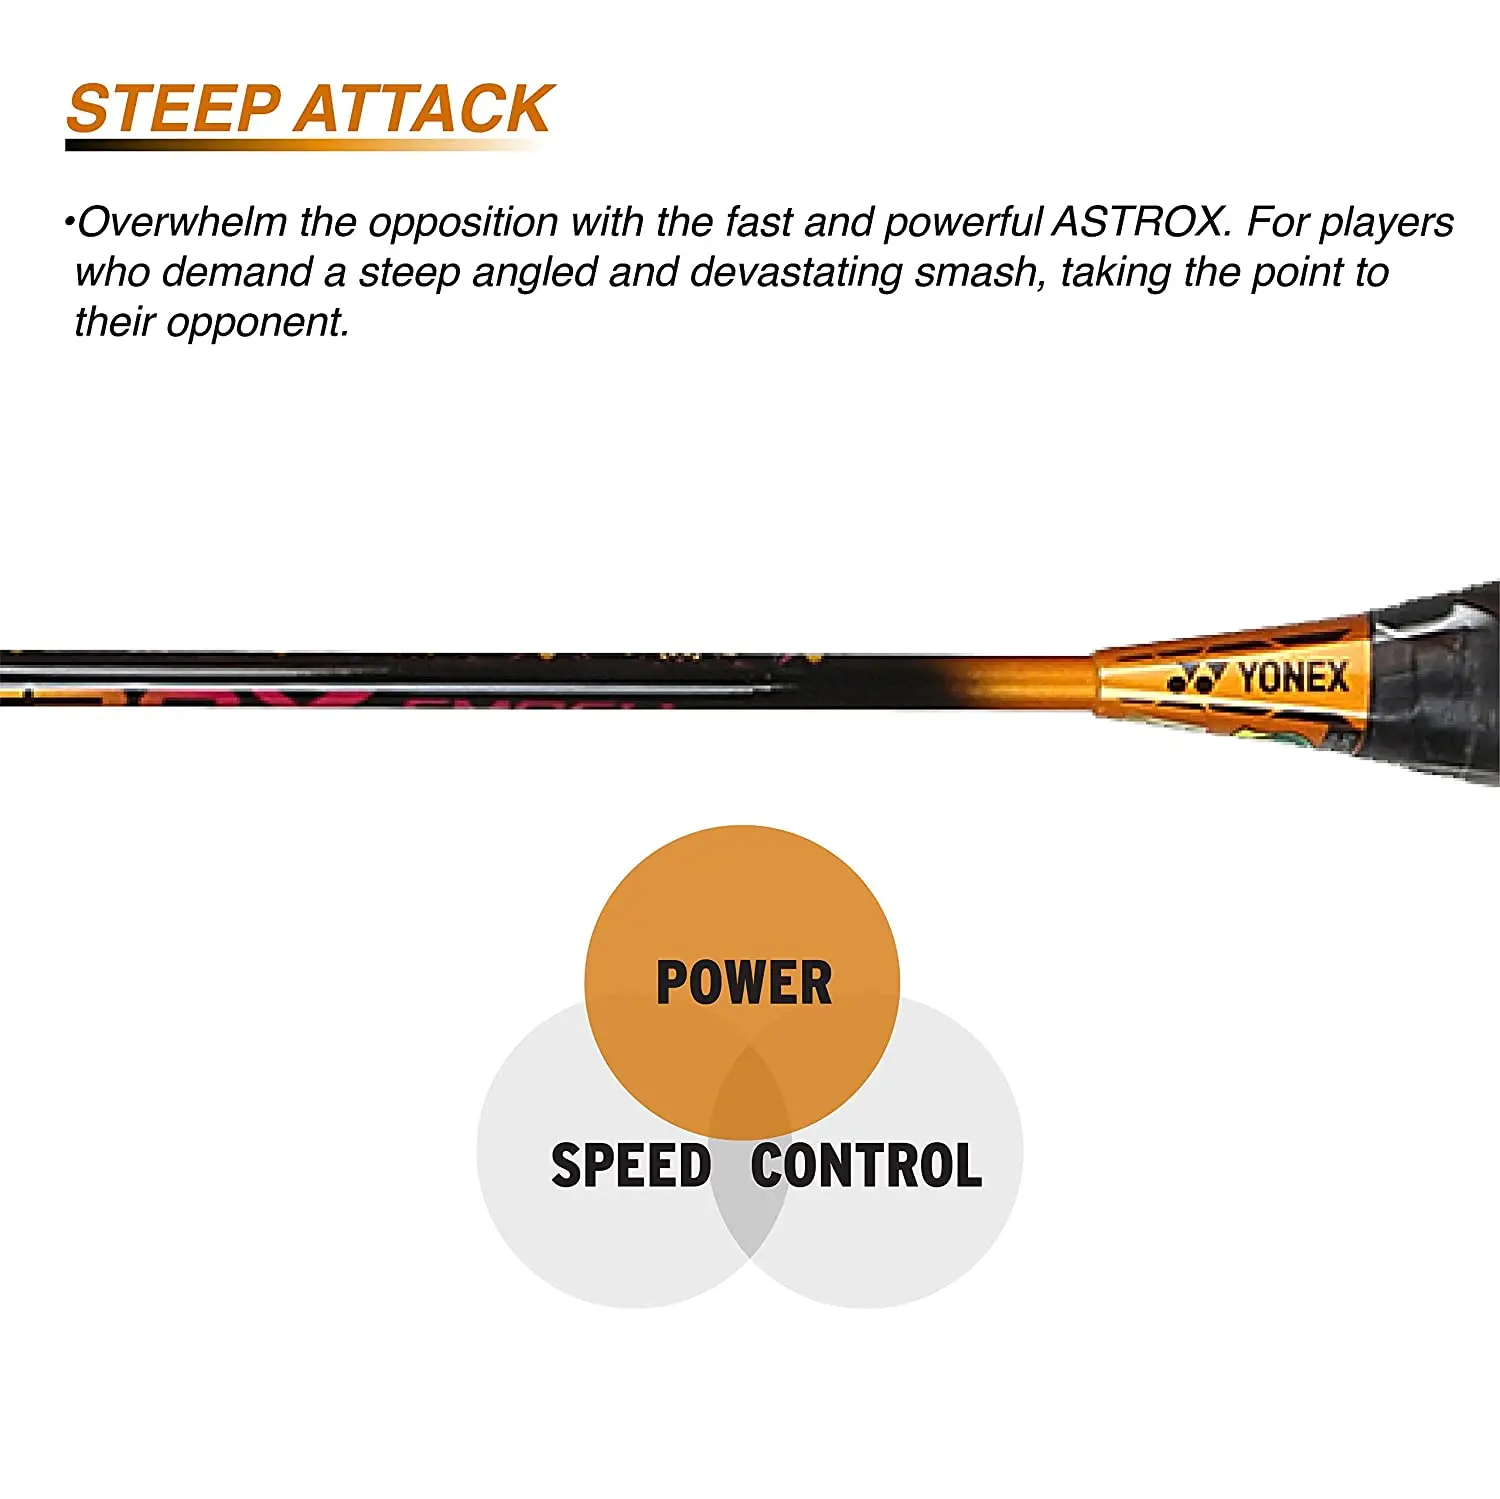 STEEP ATTACK
•Overwhelm the opposition with the fast and powerful ASTROX. For players
who demand a steep angled and devastating smash, taking the point to
their opponent.
YONEX
POWER
SPEED CONTROL